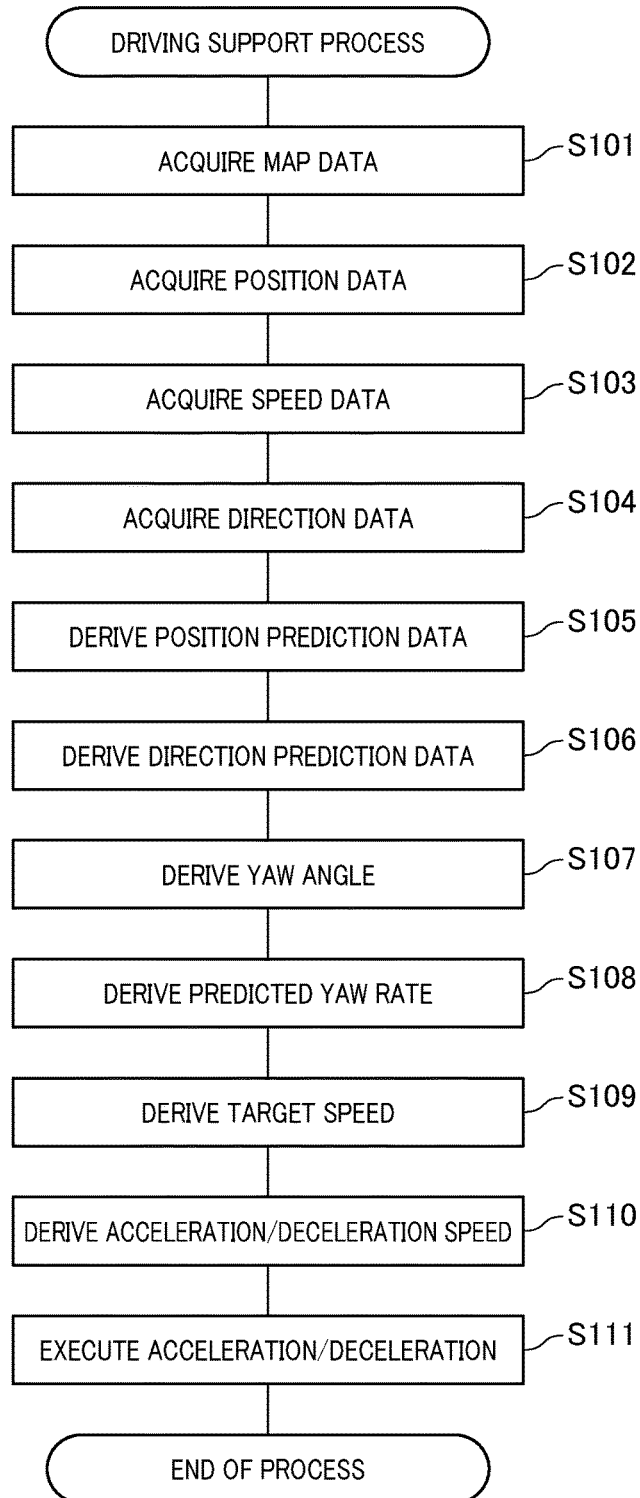 DRIVING SUPPORT PROCESS
ACQUIRE MAP DATA
S101
ACQUIRE POSITION DATA
S102
ACQUIRE SPEED DATA
S103
ACQUIRE DIRECTION DATA
S104
DERIVE POSITION PREDICTION DATA
S105
DERIVE DIRECTION PREDICTION DATA
S106
DERIVE YAW ANGLE
S107
DERIVE PREDICTED YAW RATE
S108
DERIVE TARGET SPEED
S109
DERIVE ACCELERATION/DECELERATION SPEED
S110
EXECUTE ACCELERATION/DECELERATION
S111
END OF PROCESS